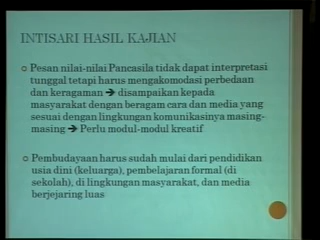 INTISARI HASIL KAJIAN
Pesan nilai-nilai Pancasila tidak dapat interpretasi
tunggal tetapi harus mengakomodasi perbedaan
dan keragaman → disampaikan kepada
masyarakat dengan beragam cara dan media yang
sesuai dengan lingkungan komunikasinya masing-
masing → Perlu modul-modul kreatif
Pembudayaan harus sudah mulai dari pendidikan
usia dini (keluarga), pembelajaran formal (di
sekolah), di lingkungan masyarakat, dan media
berjejaring luas